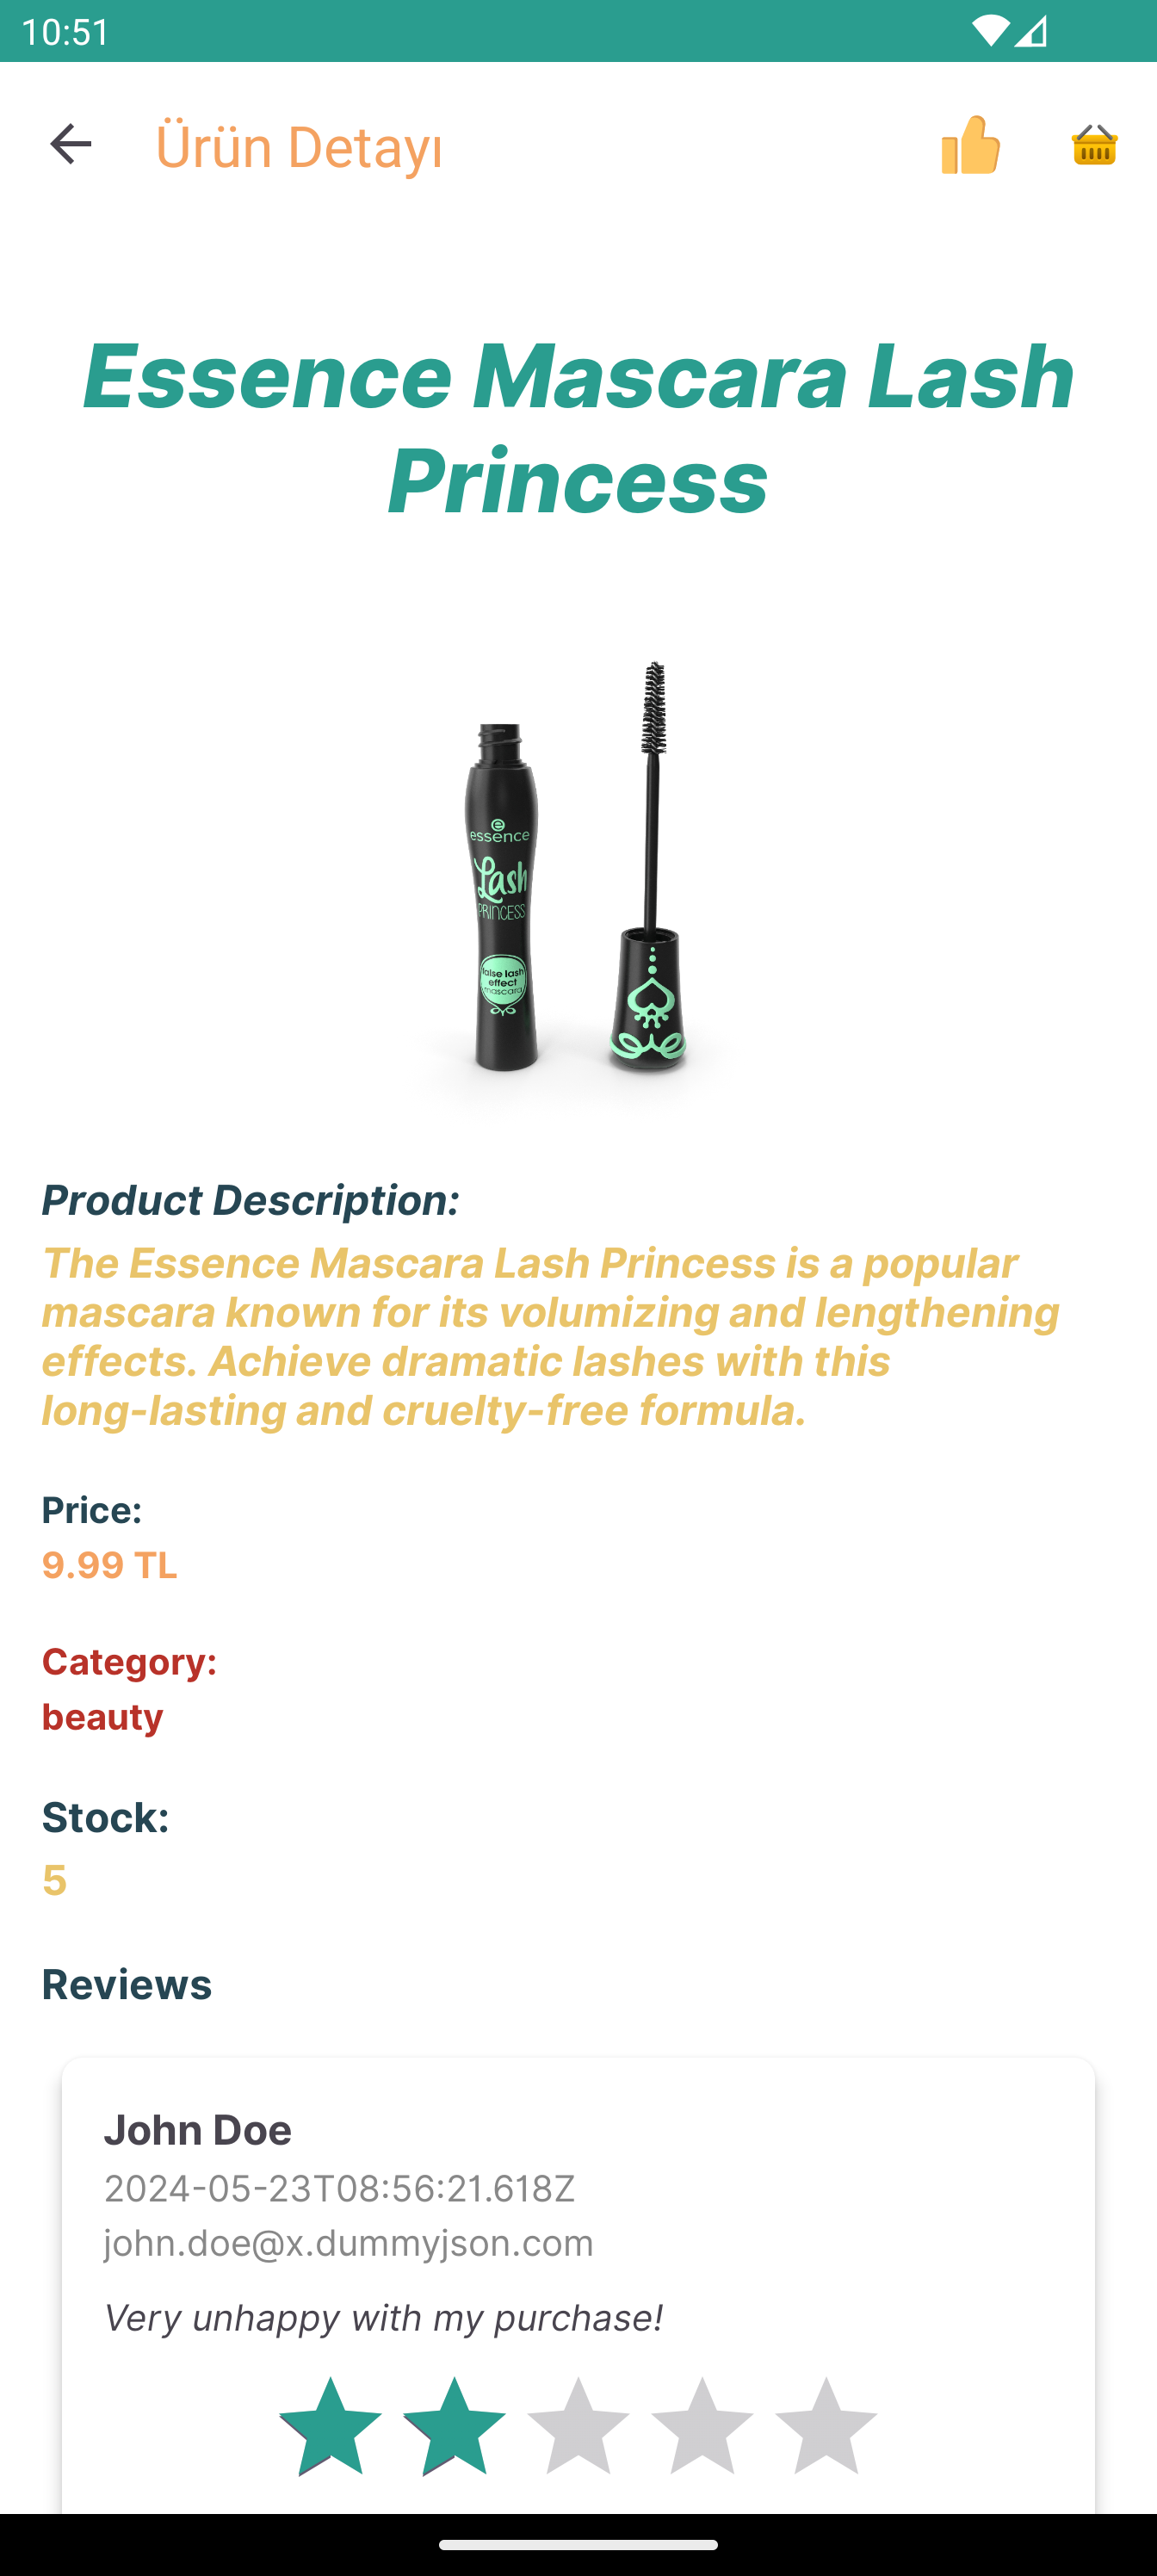 10:51
Ürün Detayı
Essence Mascara Lash
Princess
essence
Lash
PRINCESS
false lash
effect
mascara
Product Description:
The Essence Mascara Lash Princess is a popular
mascara known for its volumizing and lengthening
effects. Achieve dramatic lashes with this
long-lasting and cruelty-free formula.
Price:
9.99 TL
Category:
beauty
Stock:
5
Reviews
John Doe
2024-05-23T08:56:21.618Z
john.doe@x.dummyjson.com
Very unhappy with my purchase!